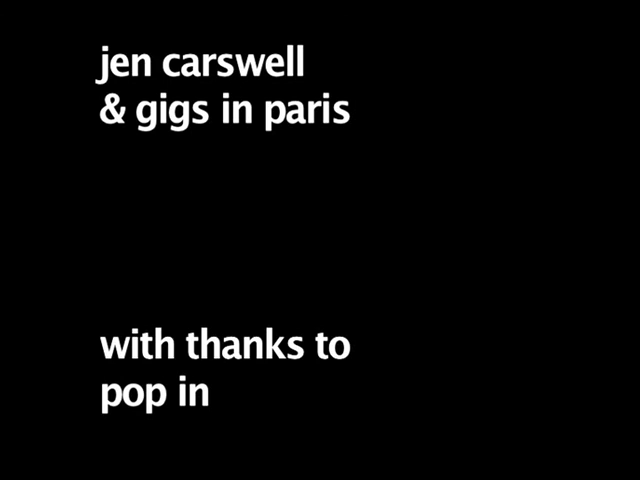 jen carswell
& gigs in paris
with thanks to
pop in